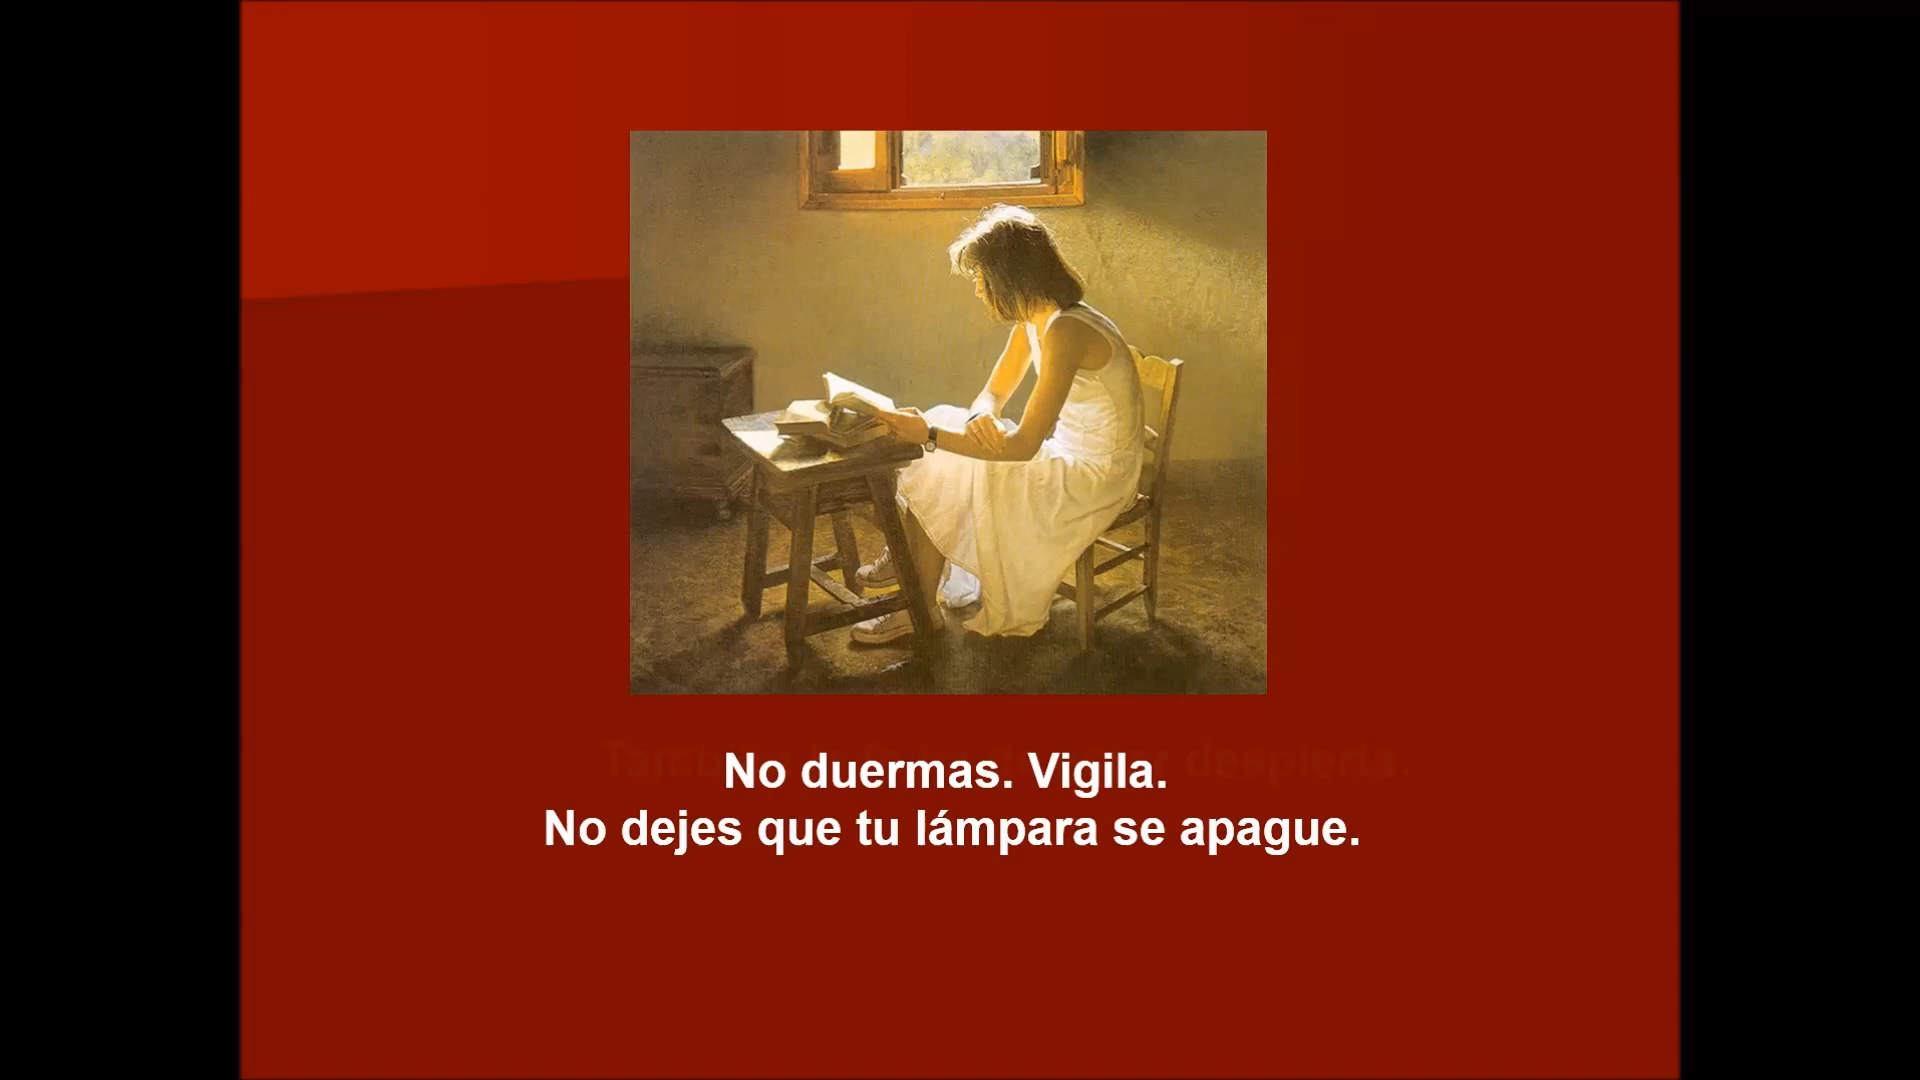 No duermas. Vigila.
No dejes que tu lámpara se apague.